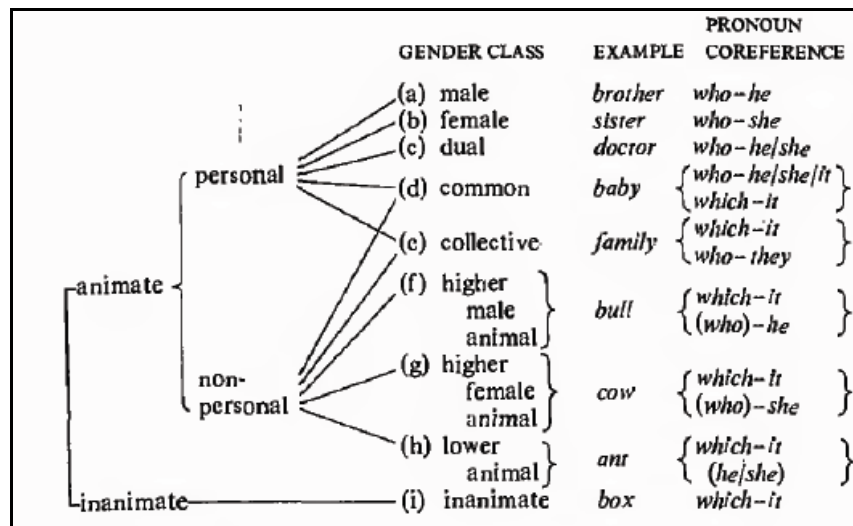 PRONOUN
GENDER CLASS EXAMPLE COREFERENCE
(a) male brother who-he
(b) female sister who-she
(c) dual doctor who-he/she
personal
(d) common baby who-he/she/it
which-it
(e) collective family which-it
who-they
animate
(f) higher
male
animal
bull
which-it
(who)-he
non-
personal
(g) higher
female
animal
cow
which-it
(who)-she
(h) lower
animal
ant
which-it
(he/she)
inanimate (i) inanimate box which-it